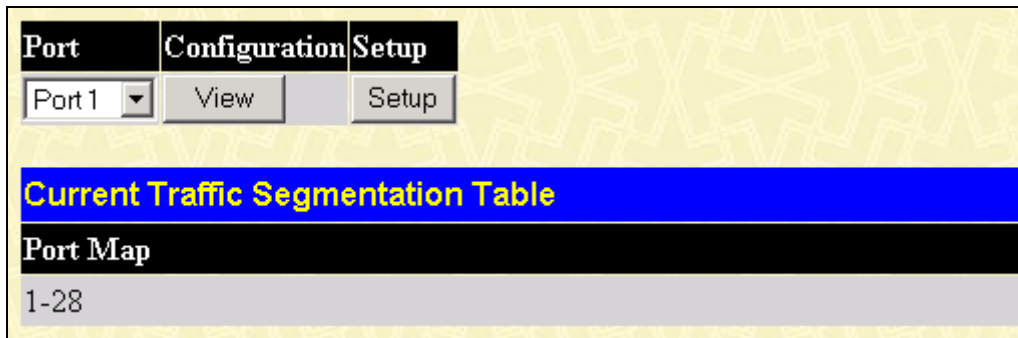 Port Configuration Setup
Port 1 View Setup
Current Traffic Segmentation Table
Port Map
1-28